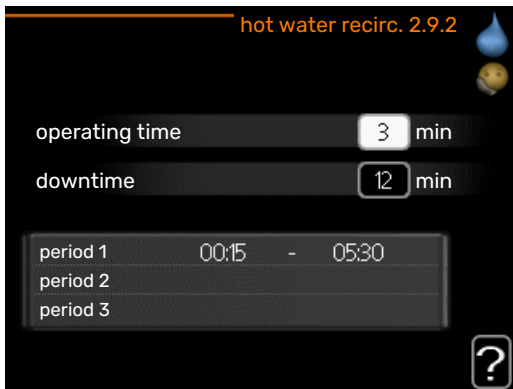 hot water recirc. 2.9.2
operating time 3 min
downtime 12 min
period 1 00:15 - 05:30
period 2
period 3
?